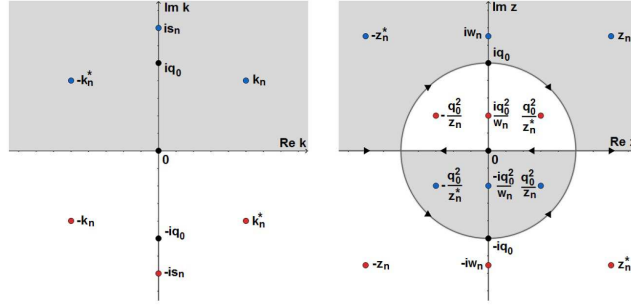 Im k
is_n
iq_0
-k_n^*
k_n
Re k
0
-k_n
k_n^*
-iq_0
-is_n
Im z
-z_n^*
iw_n
z_n
iq_0
-q_0^2/z_n
iq_0^2/w_n
q_0^2/z_n^*
Re z
0
-q_0^2/z_n^*
-iq_0^2/w_n
q_0^2/z_n
-iq_0
-z_n
-iw_n
z_n^*